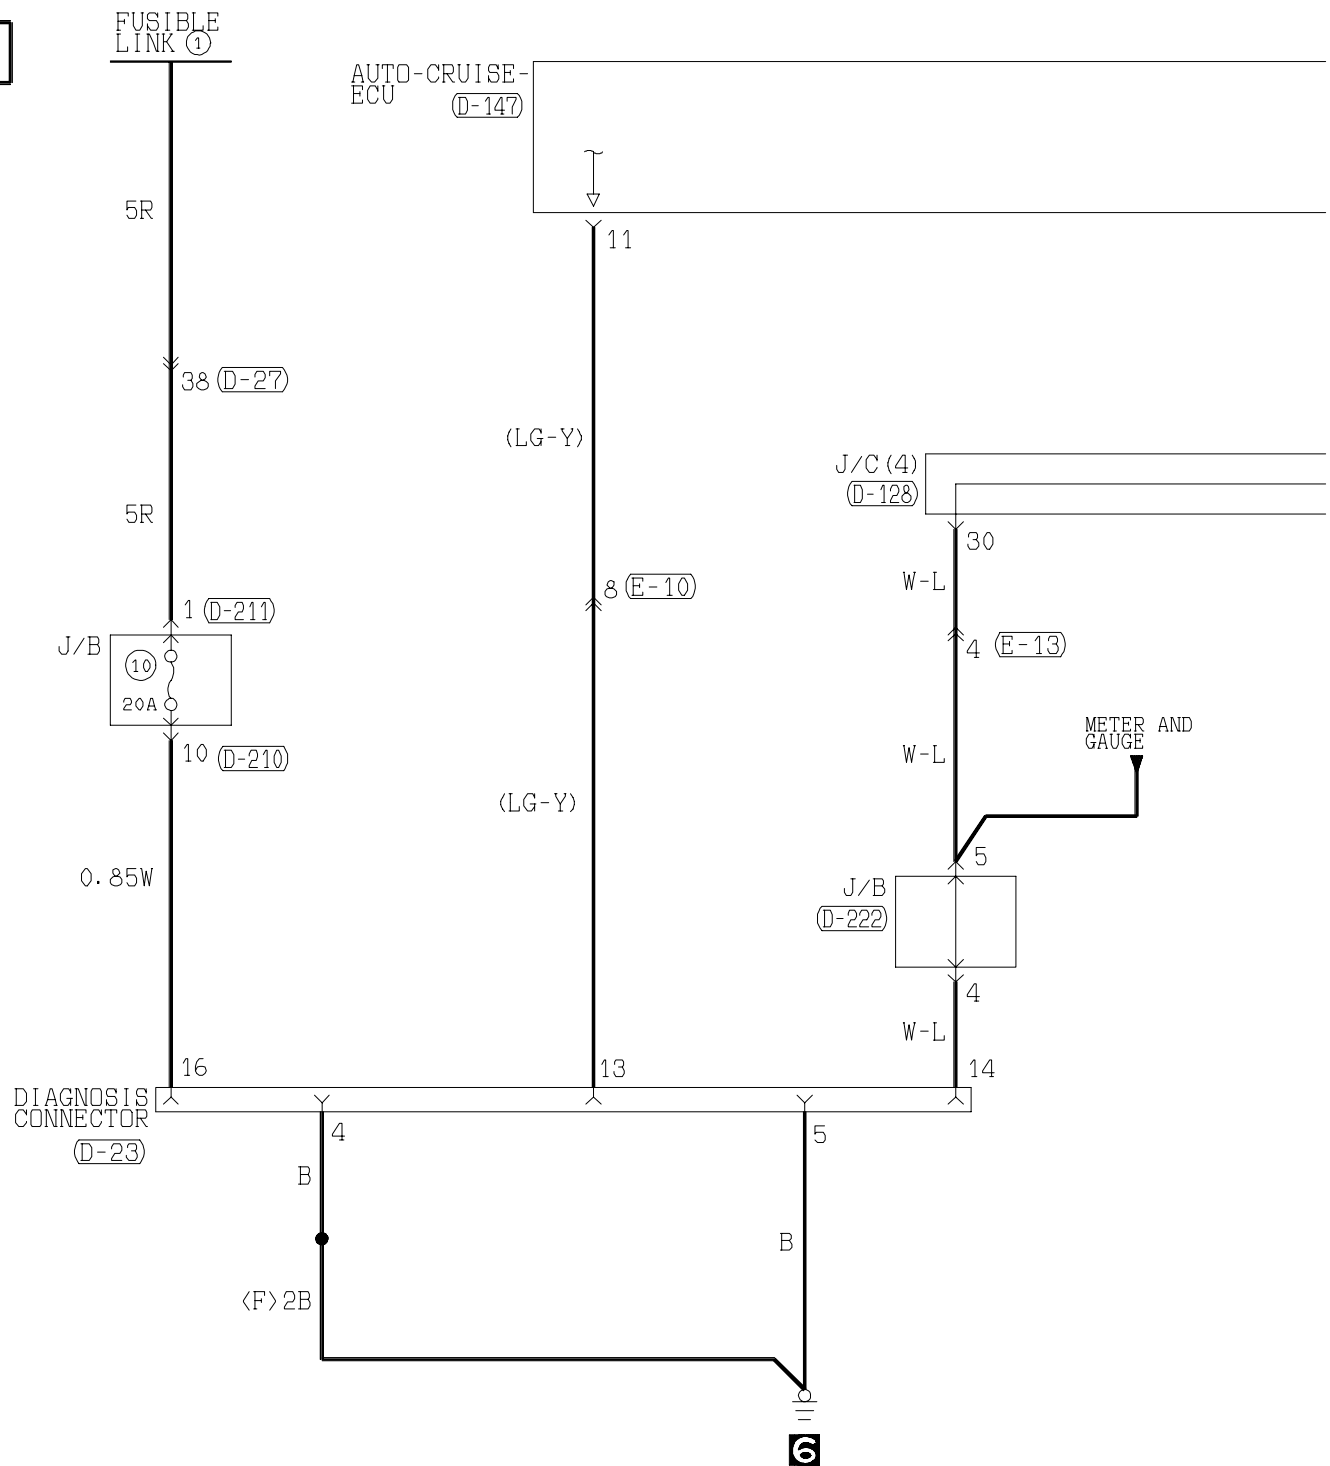 FUSIBLE
LINK ①
AUTO-CRUISE-
ECU
D-147
5R
11
38 D-27
(LG-Y)
J/C(4)
D-128
5R
30
W-L
8 E-10
1 D-211
4 E-13
J/B
10
20A
METER AND
GAUGE
10 D-210
W-L
(LG-Y)
5
0.85W
J/B
D-222
4
W-L
16
13
14
DIAGNOSIS
CONNECTOR
D-23
4
5
B
B
<F>2B
6